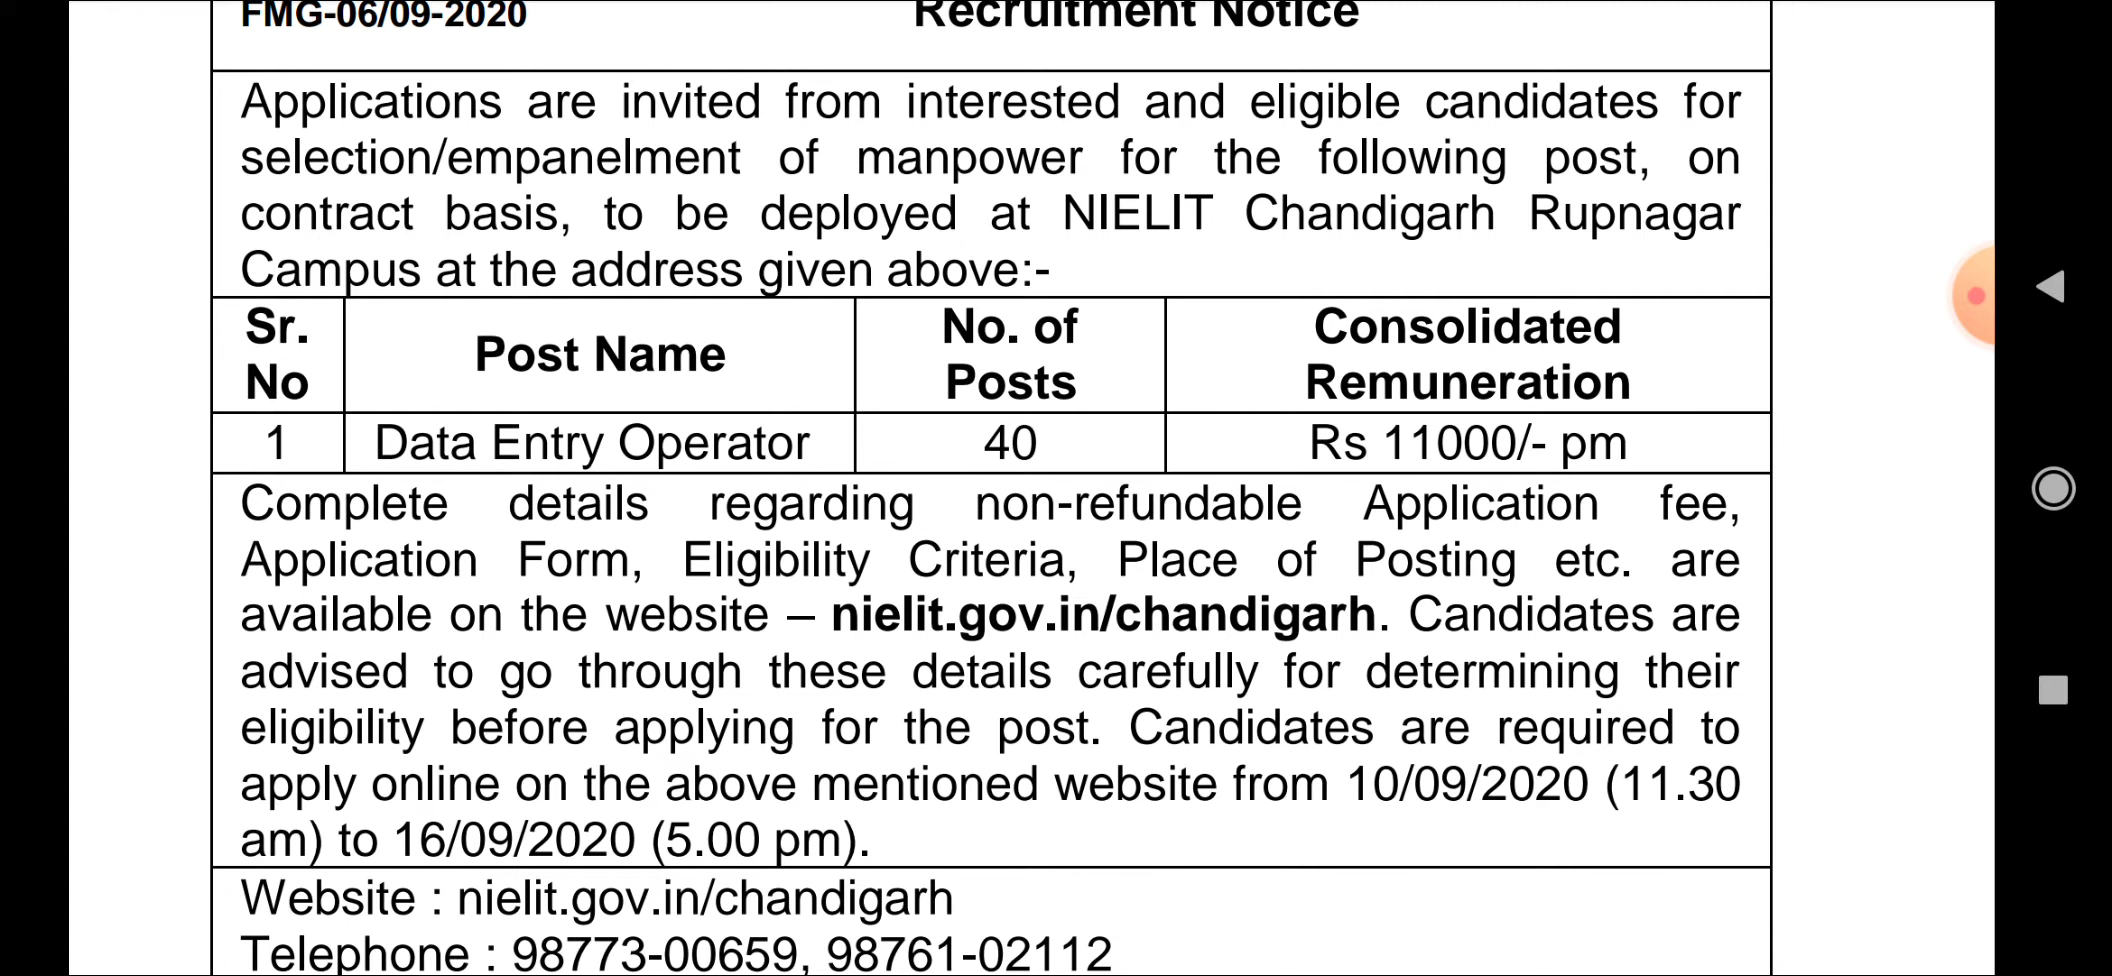 FMG-06/09-2020 Recruitment Notice
Applications are invited from interested and eligible candidates for
selection/empanelment of manpower for the following post, on
contract basis, to be deployed at NIELIT Chandigarh Rupnagar
Campus at the address given above:-
Sr. No Post Name No. of Posts Consolidated Remuneration
1 Data Entry Operator 40 Rs 11000/- pm
Complete details regarding non-refundable Application fee,
Application Form, Eligibility Criteria, Place of Posting etc. are
available on the website – nielit.gov.in/chandigarh. Candidates are
advised to go through these details carefully for determining their
eligibility before applying for the post. Candidates are required to
apply online on the above mentioned website from 10/09/2020 (11.30
am) to 16/09/2020 (5.00 pm).
Website : nielit.gov.in/chandigarh
Telephone : 98773-00659, 98761-02112